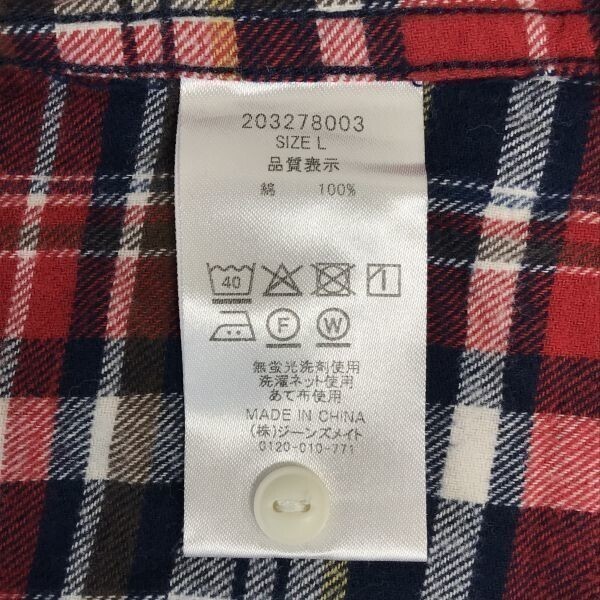 203278003
SIZE L
品質表示
綿 100%
40
F W
無蛍光洗剤使用
洗濯ネット使用
あて布使用
MADE IN CHINA
(株)ジーンズメイト
0120-010-771